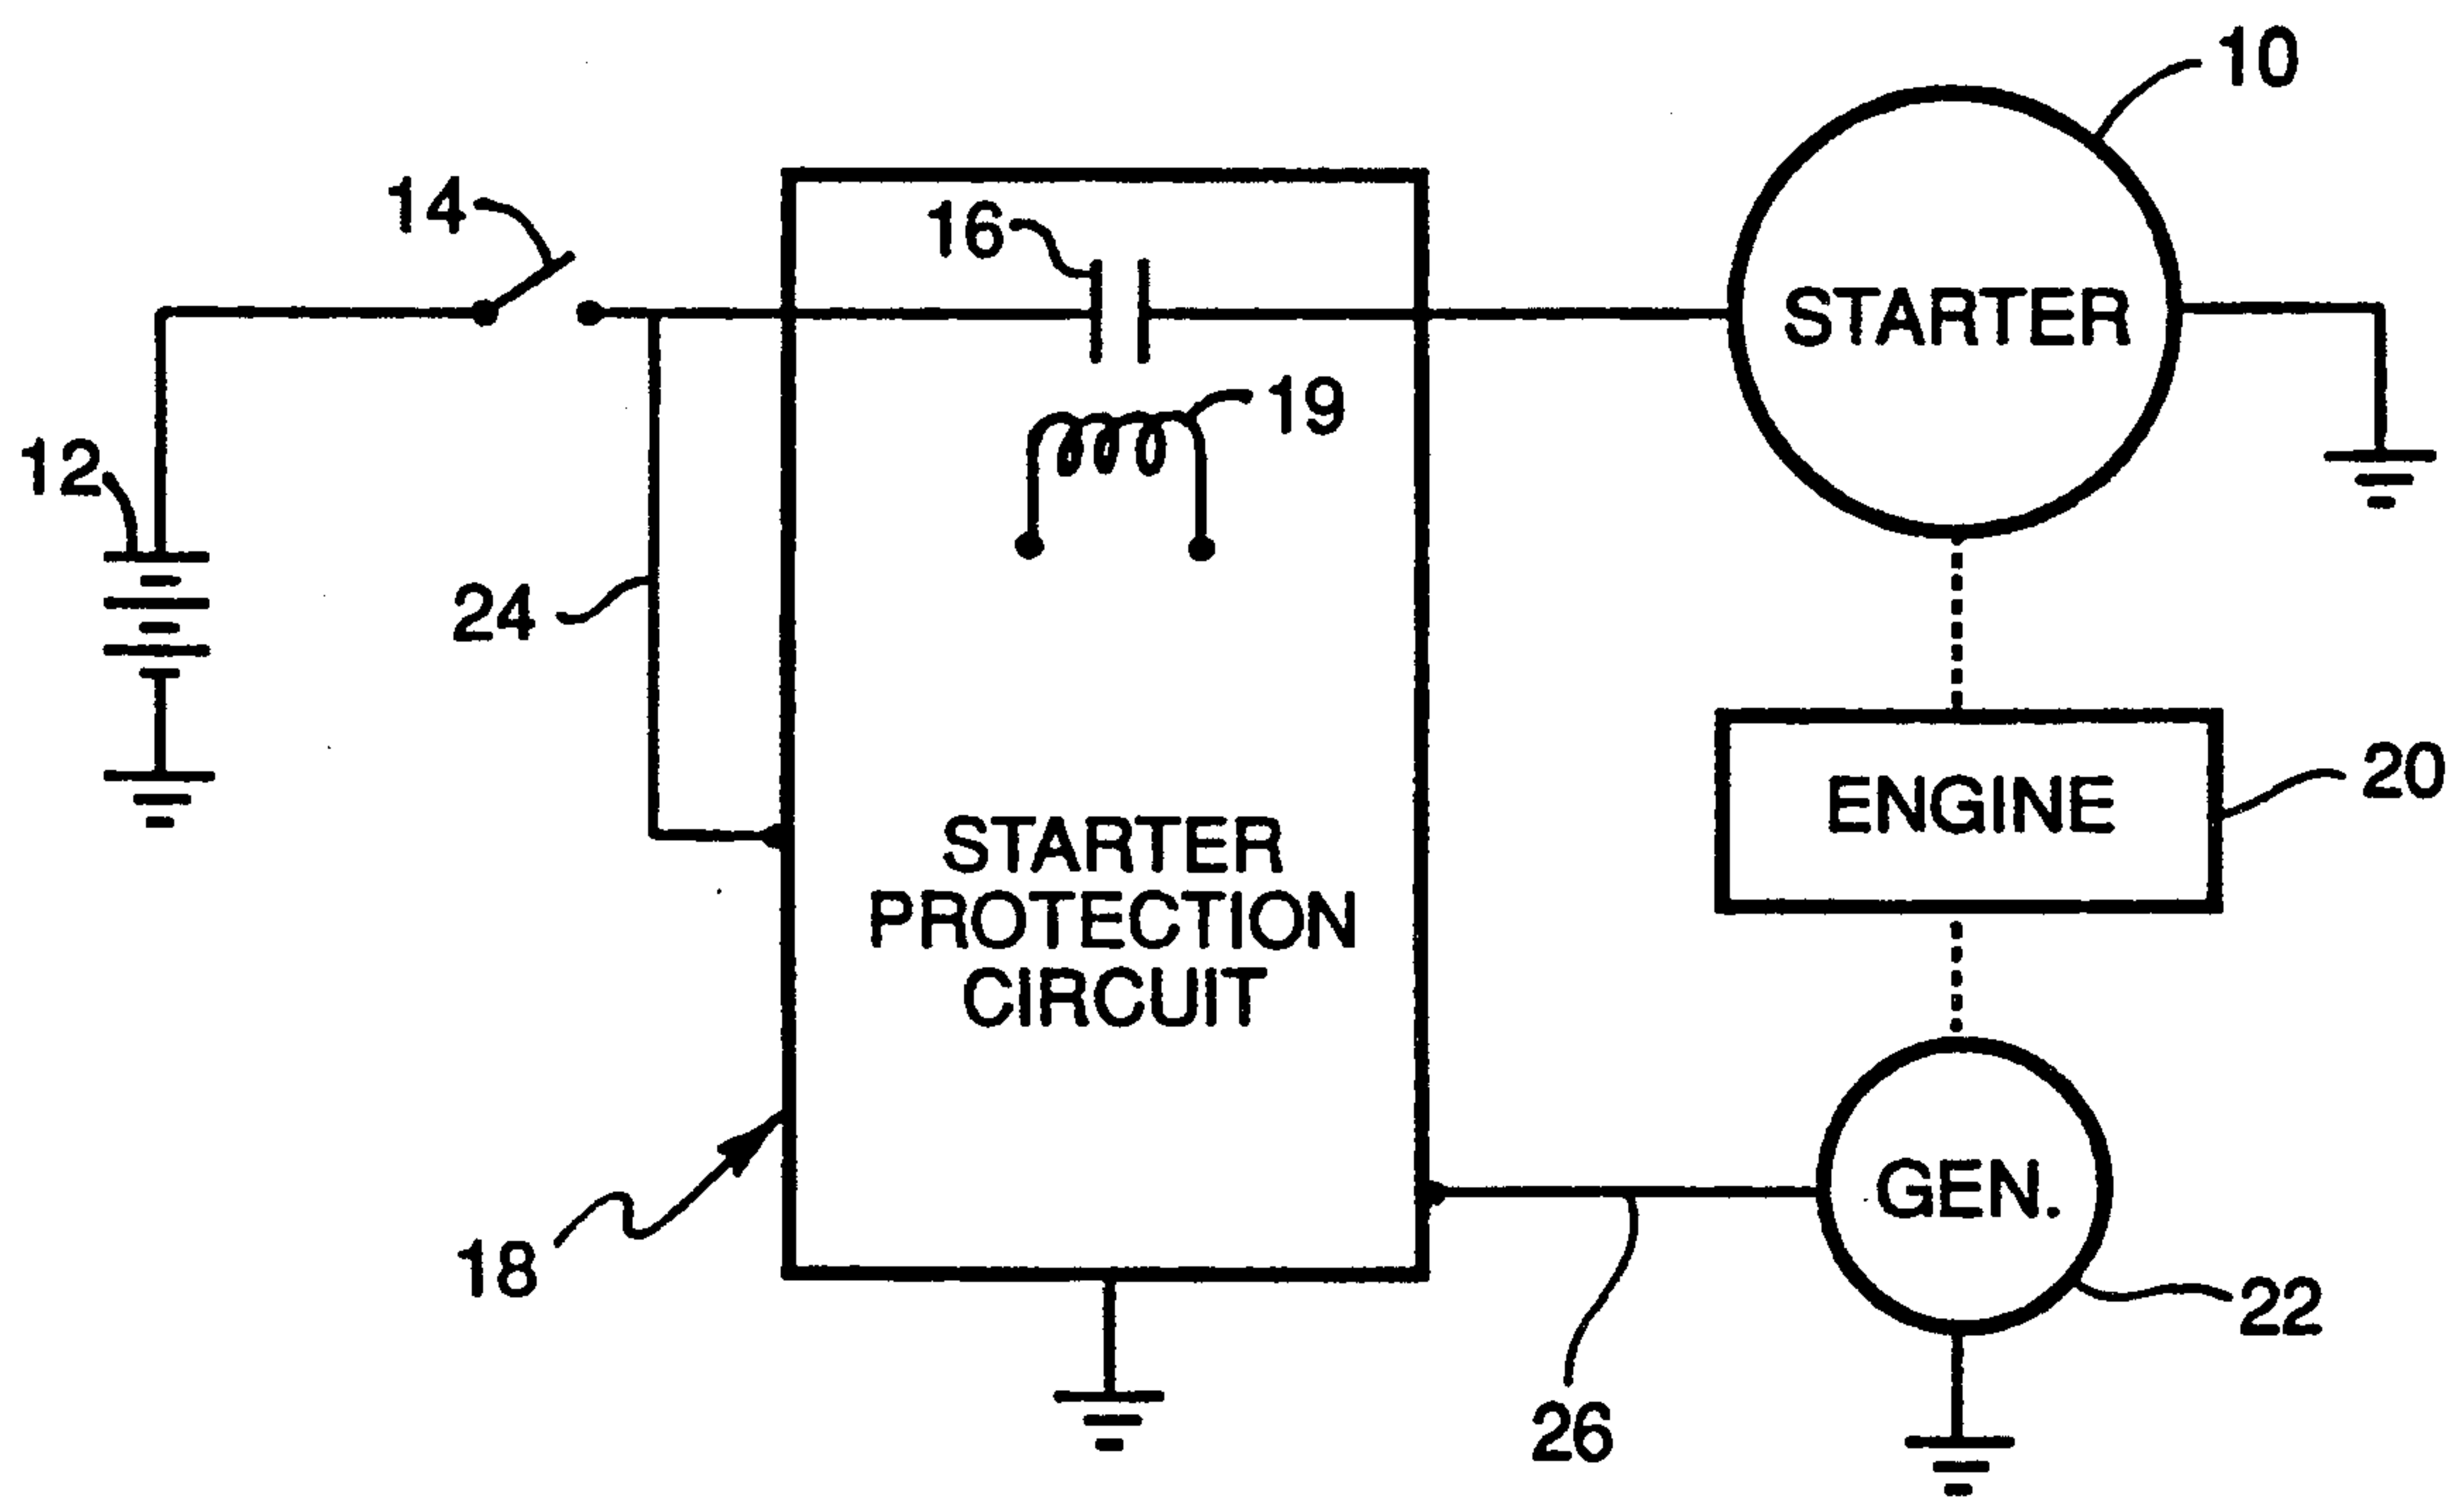 10
14
16
STARTER
19
12
24
ENGINE
20
STARTER
PROTECTION
CIRCUIT
GEN.
18
22
26